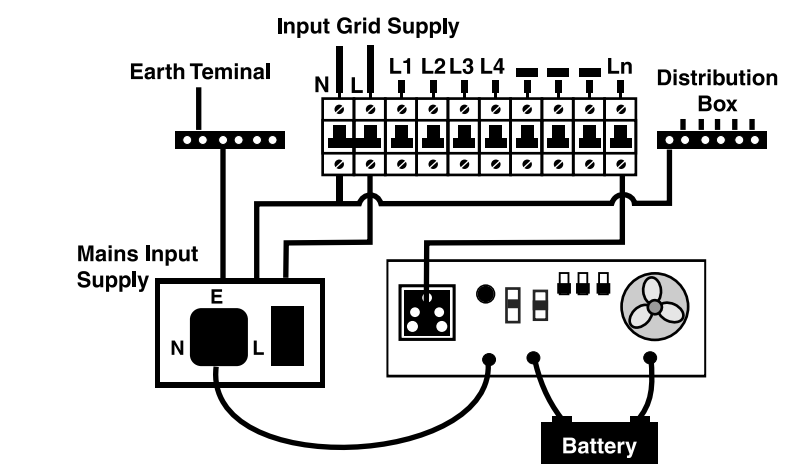 Input Grid Supply
Earth Teminal
N L L1 L2 L3 L4 Ln
Distribution
Box
Mains Input
Supply
E
N L
Battery